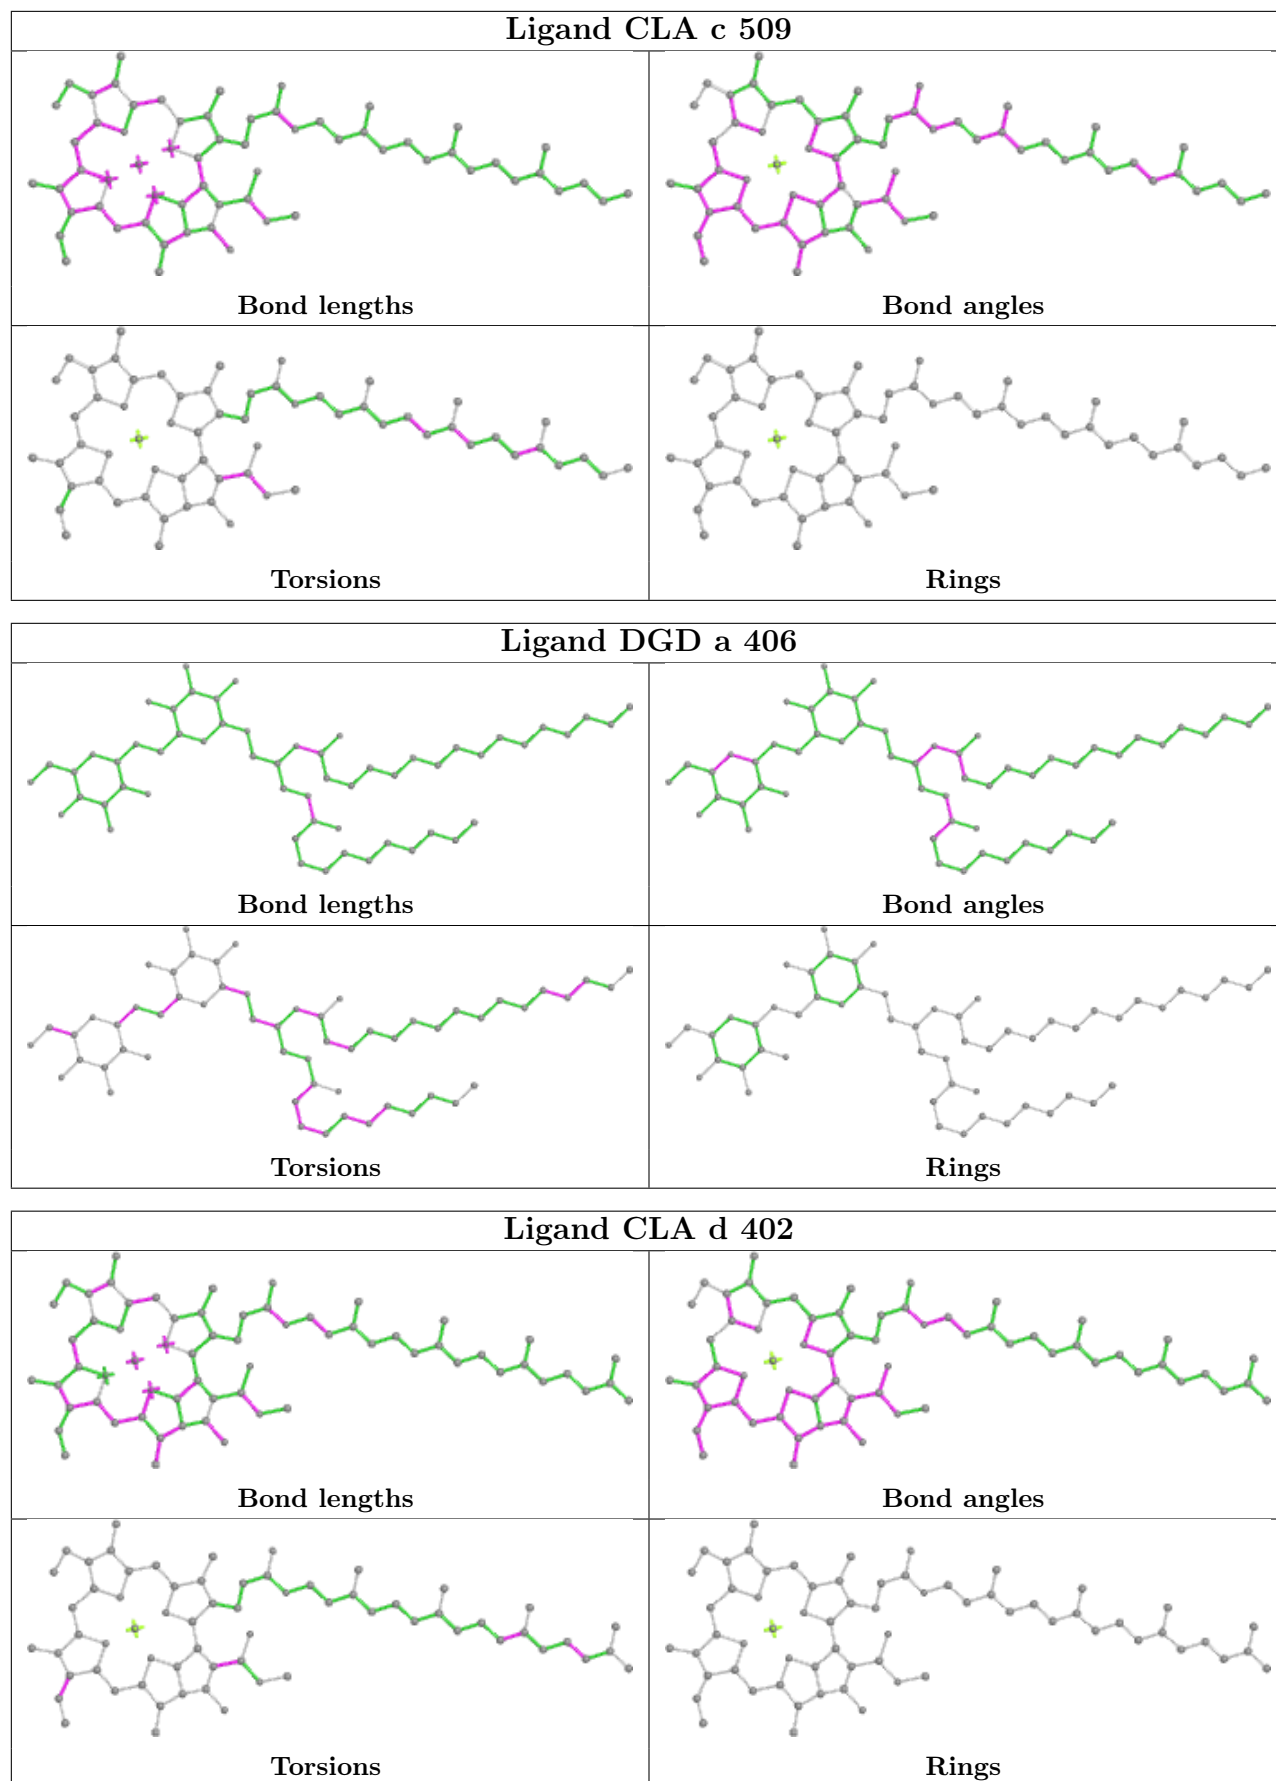 Ligand CLA c 509
Bond lengths
Bond angles
Torsions
Rings
Ligand DGD a 406
Bond lengths
Bond angles
Torsions
Rings
Ligand CLA d 402
Bond lengths
Bond angles
Torsions
Rings